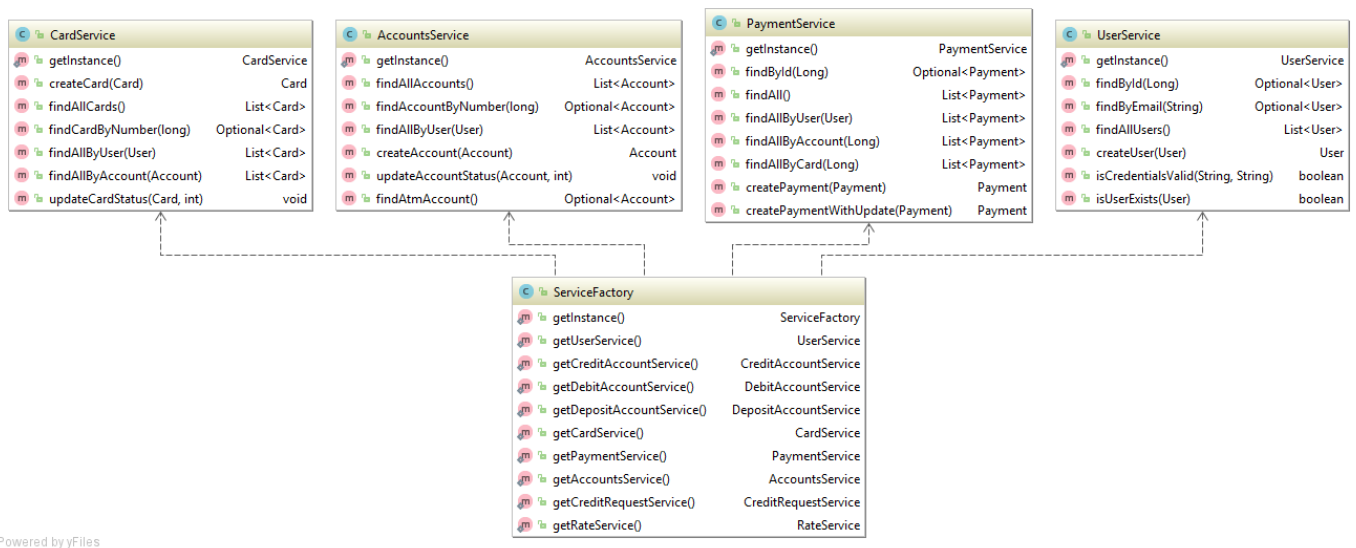 CardService
getInstance() CardService
createCard(Card) Card
findAllCards() List<Card>
findCardByNumber(long) Optional<Card>
findAllByUser(User) List<Card>
findAllByAccount(Account) List<Card>
updateCardStatus(Card, int) void
AccountsService
getInstance() AccountsService
findAllAccounts() List<Account>
findAccountByNumber(long) Optional<Account>
findAllByUser(User) List<Account>
createAccount(Account) Account
updateAccountStatus(Account, int) void
findAtmAccount() Optional<Account>
PaymentService
getInstance() PaymentService
findById(Long) Optional<Payment>
findAll() List<Payment>
findAllByUser(User) List<Payment>
findAllByAccount(Long) List<Payment>
findAllByCard(Long) List<Payment>
createPayment(Payment) Payment
createPaymentWithUpdate(Payment) Payment
UserService
getInstance() UserService
findById(Long) Optional<User>
findByEmail(String) Optional<User>
findAllUsers() List<User>
createUser(User) User
isCredentialsValid(String, String) boolean
isUserExists(User) boolean
ServiceFactory
getInstance() ServiceFactory
getUserService() UserService
getCreditAccountService() CreditAccountService
getDebitAccountService() DebitAccountService
getDepositAccountService() DepositAccountService
getCardService() CardService
getPaymentService() PaymentService
getAccountsService() AccountsService
getCreditRequestService() CreditRequestService
getRateService() RateService
Powered by yFiles